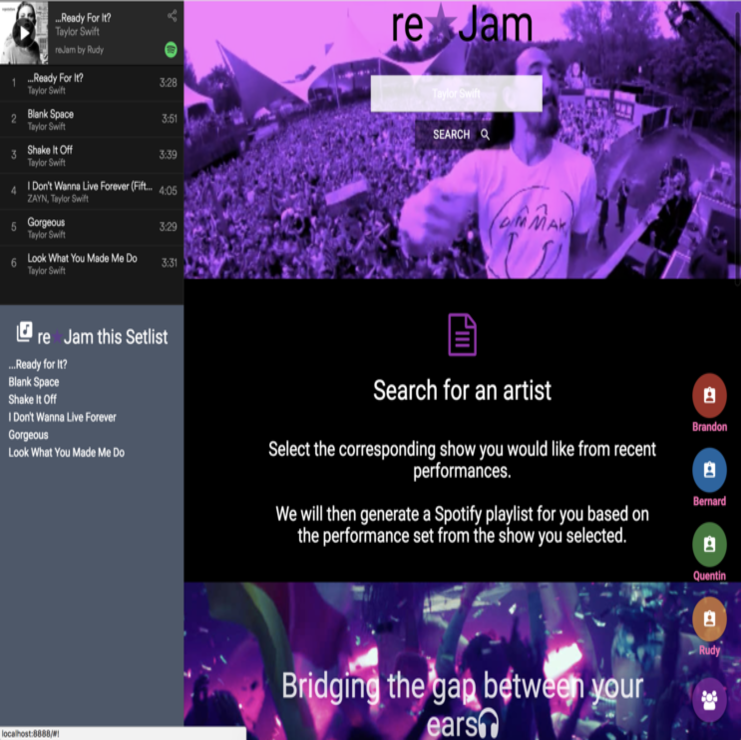 ...Ready For It?
Taylor Swift
reJam by Rudy
1 ...Ready For It? 3:28
Taylor Swift
2 Blank Space 3:51
Taylor Swift
3 Shake It Off 3:39
Taylor Swift
4 I Don't Wanna Live Forever (Fift... 4:05
ZAYN, Taylor Swift
5 Gorgeous 3:29
Taylor Swift
6 Look What You Made Me Do 3:31
Taylor Swift
re★Jam this Setlist
...Ready for It?
Blank Space
Shake It Off
I Don't Wanna Live Forever
Gorgeous
Look What You Made Me Do
localhost:8888/#!
re★Jam
Taylor Swift
SEARCH
Search for an artist
Select the corresponding show you would like from recent
performances.
We will then generate a Spotify playlist for you based on
the performance set from the show you selected.
Bridging the gap between your
ears
Brandon
Bernard
Quentin
Rudy